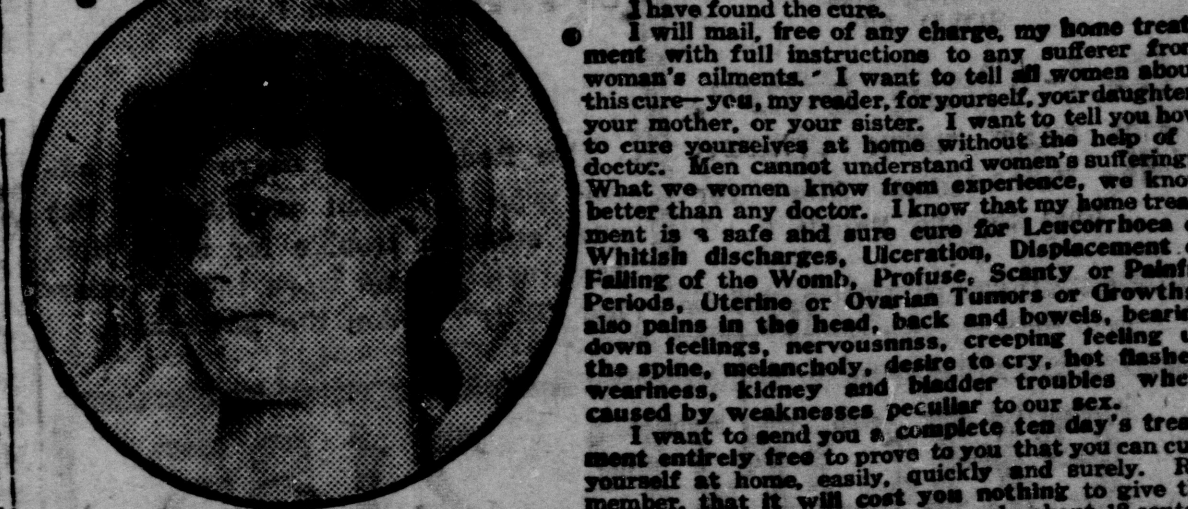 I have found the cure.
I will mail, free of any charge, my home treat
ment with full instructions to any sufferer from
woman's ailments. I want to tell all women abou
this cure—you, my reader, for yourself, your daughter
your mother, or your sister. I want to tell you how
to cure yourselves at home without the help of
doctor. Men cannot understand women's suffering
What we women know from experience, we kno
better than any doctor. I know that my home trea
ment is a safe and sure cure for Leucorrhoea
Whitish discharges, Ulceration, Displacement
Falling of the Womb, Profuse, Scanty or Painf
Periods, Uterine or Ovarian Tumors or Growths
also pains in the head, back and bowels, bearin
down feelings, nervousnnss, creeping feeling u
the spine, melancholy, desire to cry, hot flashe
weariness, kidney and bladder troubles whe
caused by weaknesses peculiar to our sex.
I want to send you a complete ten day's trea
ment entirely free to prove to you that you can cu
yourself at home, easily, quickly and surely. R
member, that it will cost you nothing to give t